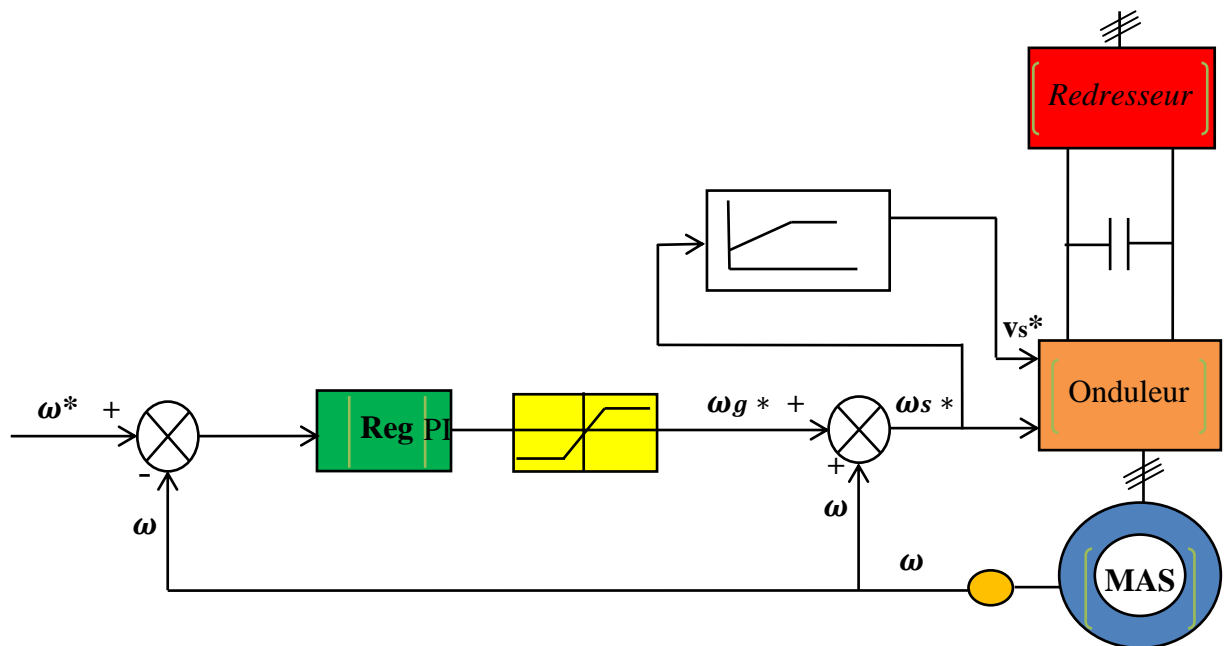 Redresseur
vs*
Onduleur
ω* +
Reg PI
ωg * +
ωs *
-
+
ω
ω
ω
MAS